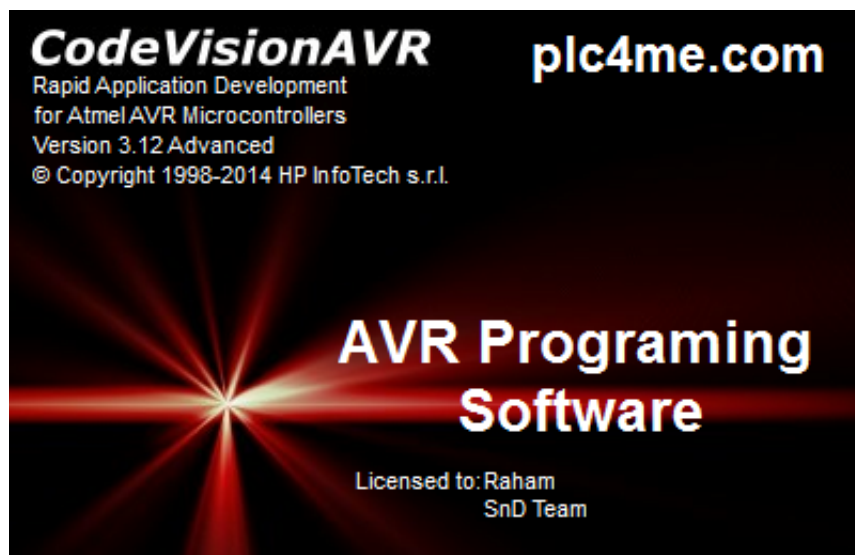 CodeVisionAVR
plc4me.com
Rapid Application Development
for Atmel AVR Microcontrollers
Version 3.12 Advanced
© Copyright 1998-2014 HP InfoTech s.r.l.
AVR Programing
Software
Licensed to: Raham
SnD Team